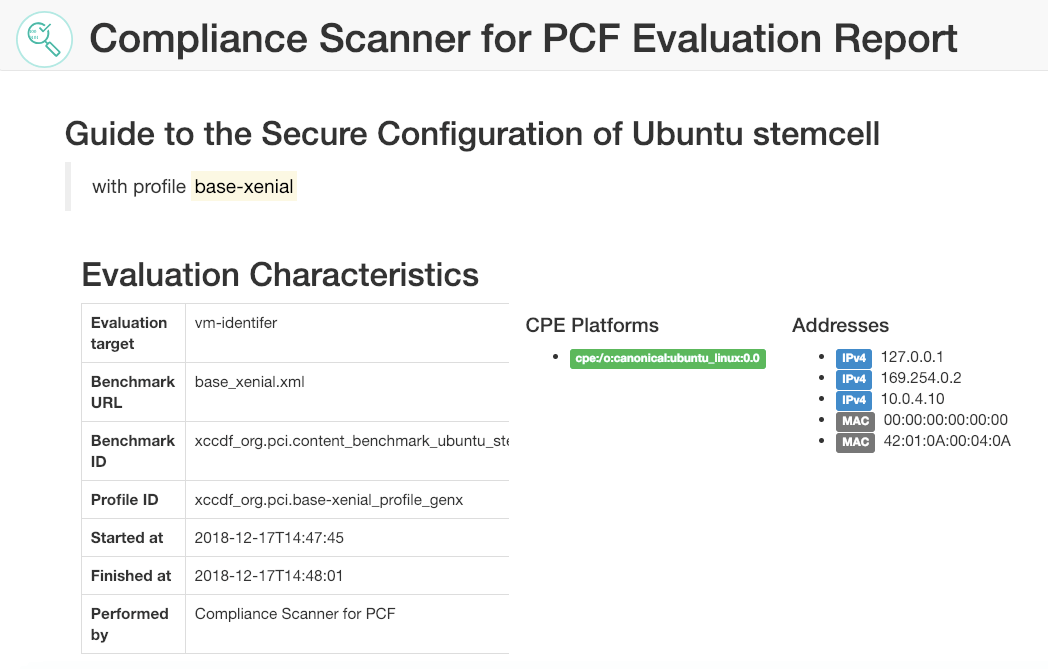 Compliance Scanner for PCF Evaluation Report
Guide to the Secure Configuration of Ubuntu stemcell
with profile base-xenial
Evaluation Characteristics
Evaluation target vm-identifer
Benchmark URL base_xenial.xml
Benchmark ID xccdf_org.pci.content_benchmark_ubuntu_ste
Profile ID xccdf_org.pci.base-xenial_profile_genx
Started at 2018-12-17T14:47:45
Finished at 2018-12-17T14:48:01
Performed by Compliance Scanner for PCF
CPE Platforms
cpe:/o:canonical:ubuntu_linux:0.0
Addresses
IPv4 127.0.0.1
IPv4 169.254.0.2
IPv4 10.0.4.10
MAC 00:00:00:00:00:00
MAC 42:01:0A:00:04:0A